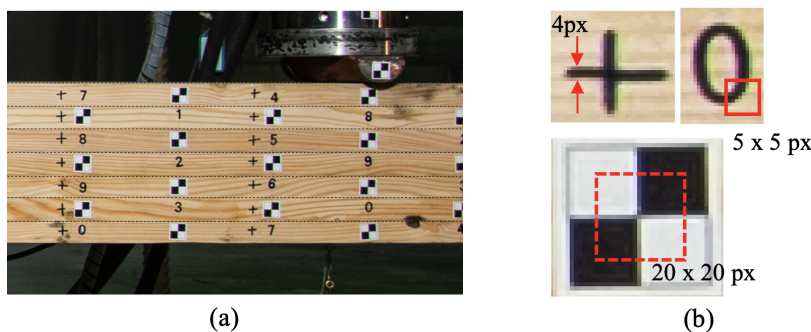 + 7 + 4
1 + 8
+ 8 + 5
2 + 9
+ 9 + 6
3 + 0
+ 0 + 7
4px
+ 0
5 x 5 px
20 x 20 px
(a) (b)